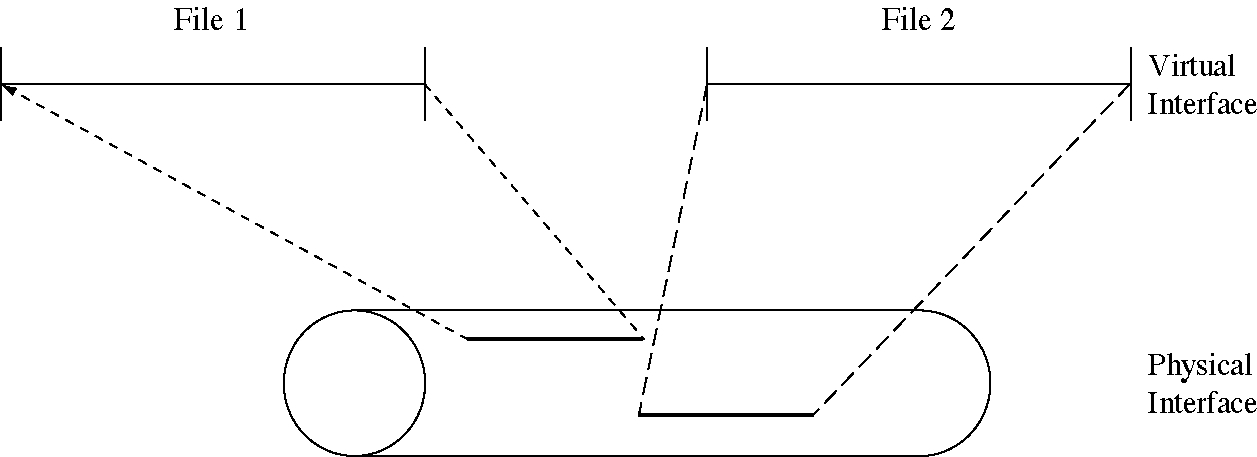 File 1
File 2
Virtual
Interface
Physical
Interface